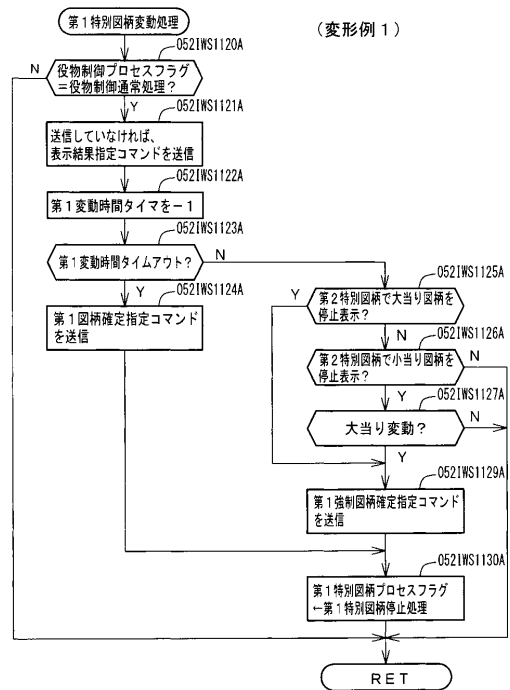 第1特別図柄変動処理
(変形例1)
052IWS1120A
N
役物制御プロセスフラグ
=役物制御通常処理?
Y
052IWS1121A
送信していなければ、
表示結果指定コマンドを送信
052IWS1122A
第1変動時間タイマを-1
052IWS1123A
第1変動時間タイムアウト?
N
Y
052IWS1124A
第1図柄確定指定コマンド
を送信
052IWS1125A
Y
第2特別図柄で大当り図柄を
停止表示?
N
052IWS1126A
第2特別図柄で小当り図柄を
停止表示?
N
Y
052IWS1127A
大当り変動?
N
Y
052IWS1129A
第1強制図柄確定指定コマンド
を送信
052IWS1130A
第1特別図柄プロセスフラグ
←第1特別図柄停止処理
RET